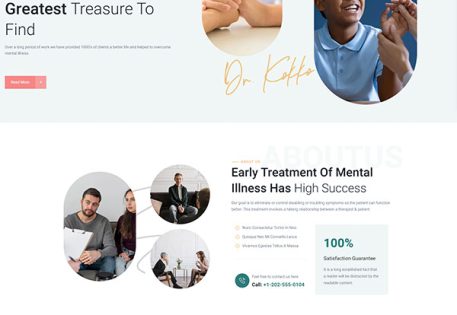 Greatest Treasure To
Find
Over a long period of work we have provided 1000s of clients a better life and helped to overcome
mental illness.
Read More
Dr. Kokko
ABOUTUS
ABOUT US
Early Treatment Of Mental
Illness Has High Success
Our goal is to eliminate or control disabling or troubling symptoms so the patient can function
better. This treatment involves a talking relationship between a therapist & patient.
Nunc Consectetur Tortor In Nisi
Quisque Nec Mi Convallis Lacus
Vivamus Egestas Tellus A Massa
100%
Satisfaction Guarantee
It is a long established fact that
a reader will be distracted by the
readable content.
Feel free to contact us here
Call: +1-202-555-0104